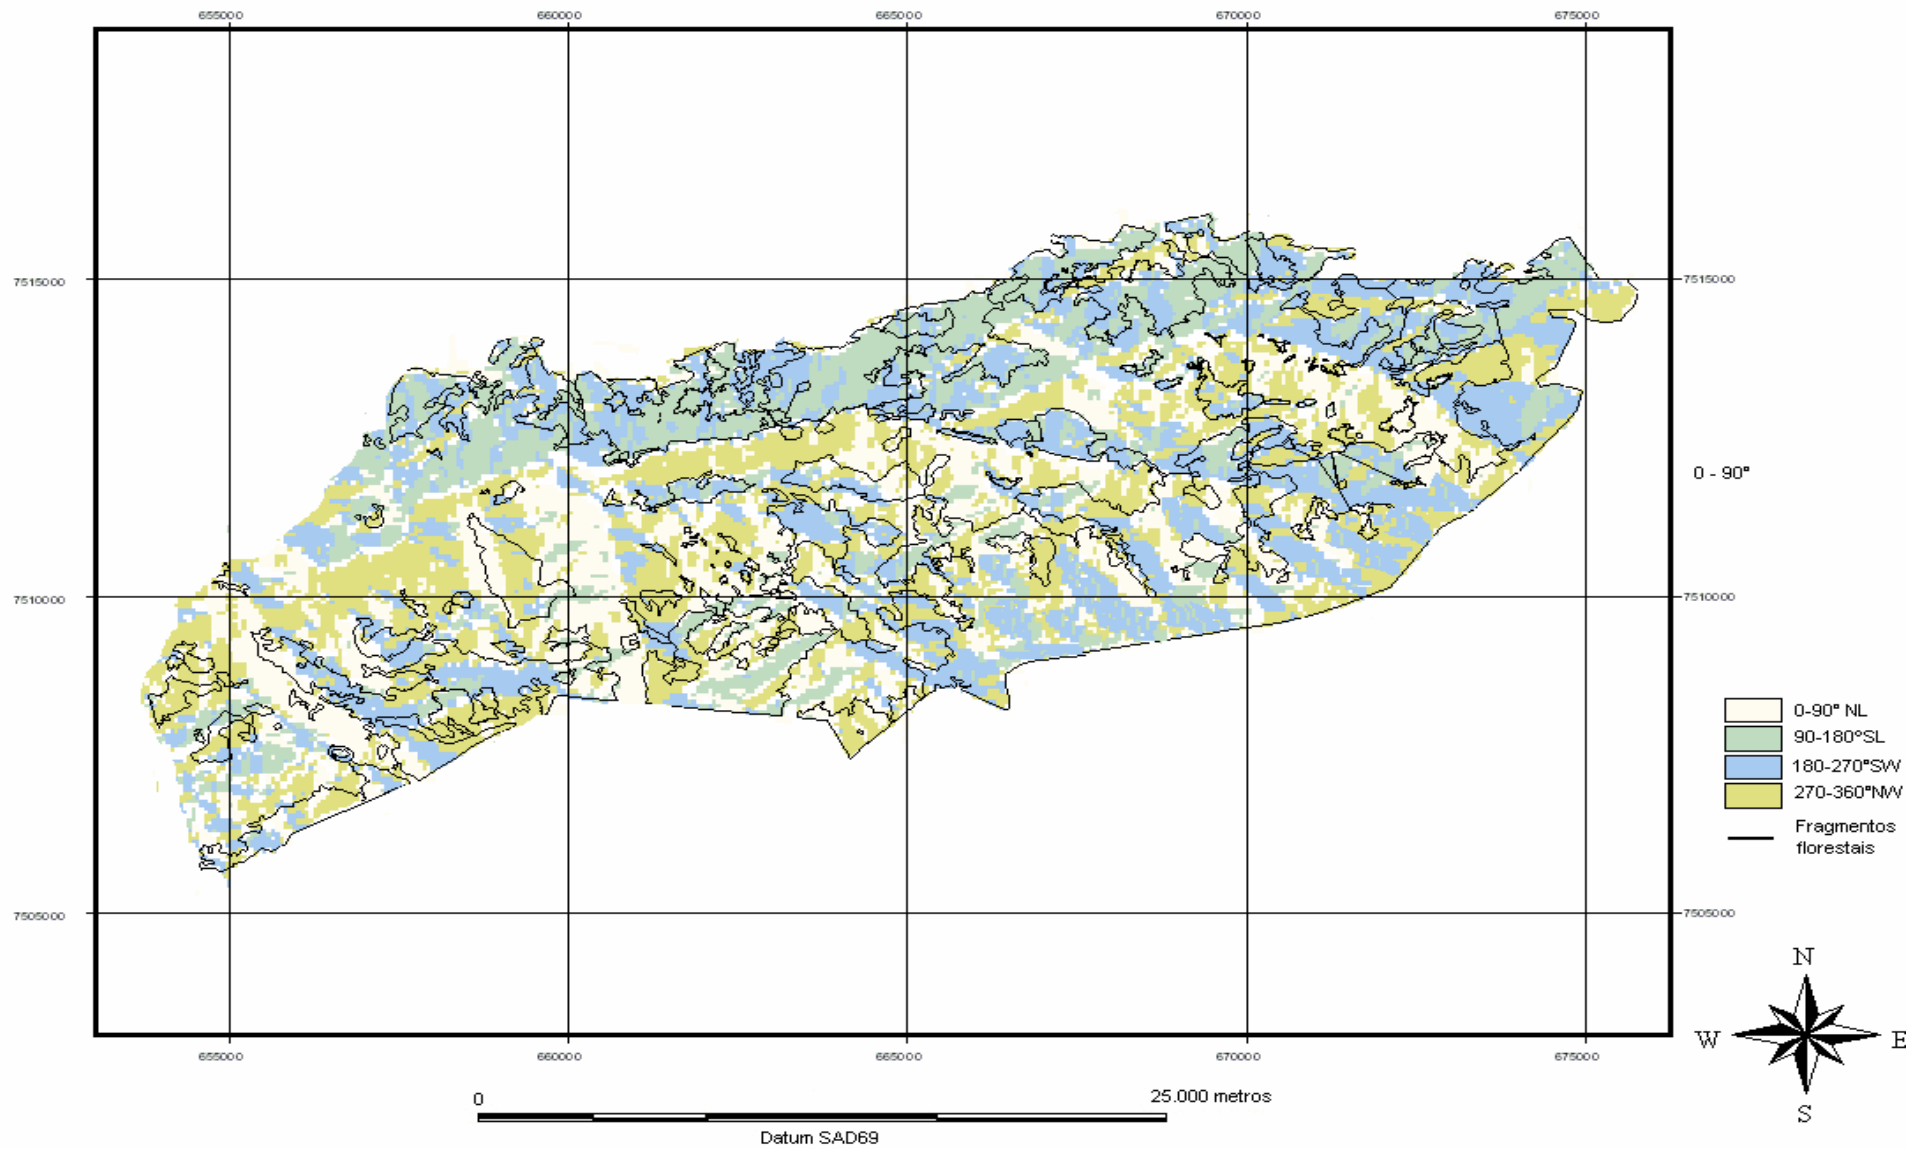 655000 660000 665000 670000 675000
7515000 7515000
0 - 90°
7510000 7510000
0-90° NL
90-180°SL
180-270°SW
270-360°NW
Fragmentos
florestais
7505000 7505000
N
W E
S
655000 660000 665000 670000 675000
0 25.000 metros
Datum SAD69